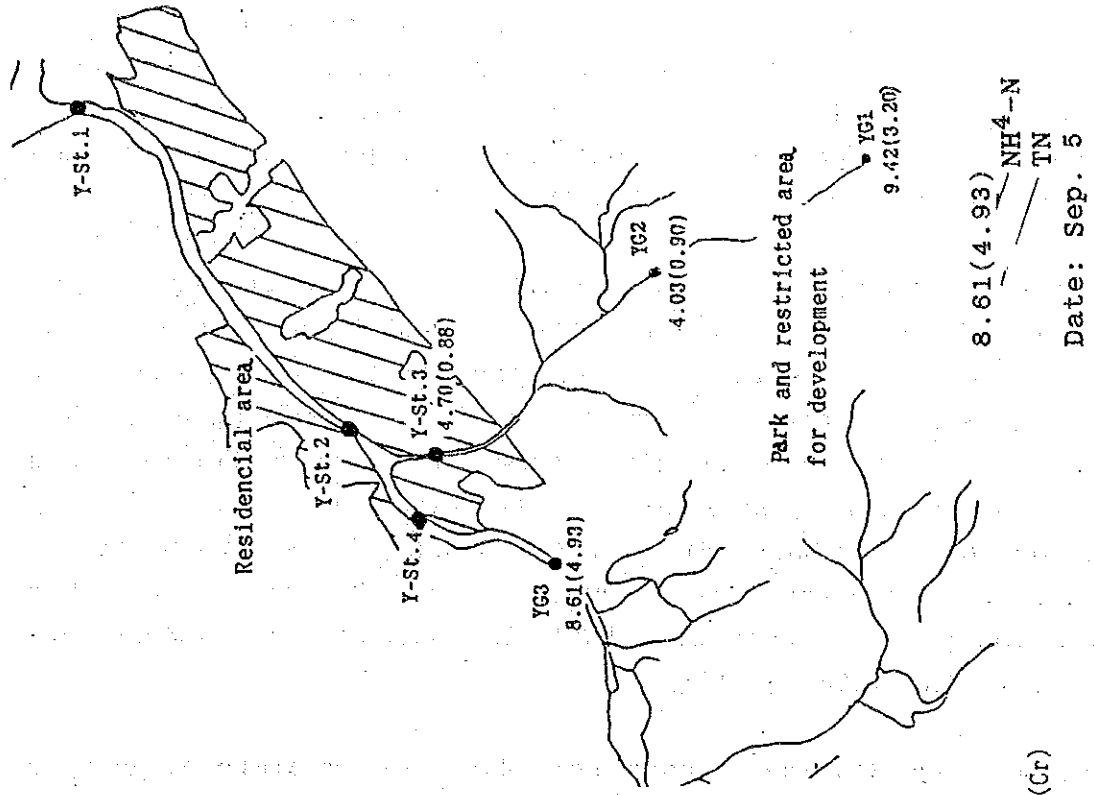 Y-St.1
Residencial area
Y-St.2
Y-St.3
4.70(0.88)
Y-St.4
YG3
8.61(4.93)
YG2
4.03(0.90)
Park and restricted area
for development
YG1
9.42(3.20)
8.61(4.93)
NH4-N
TN
Date: Sep. 5
(Cr)